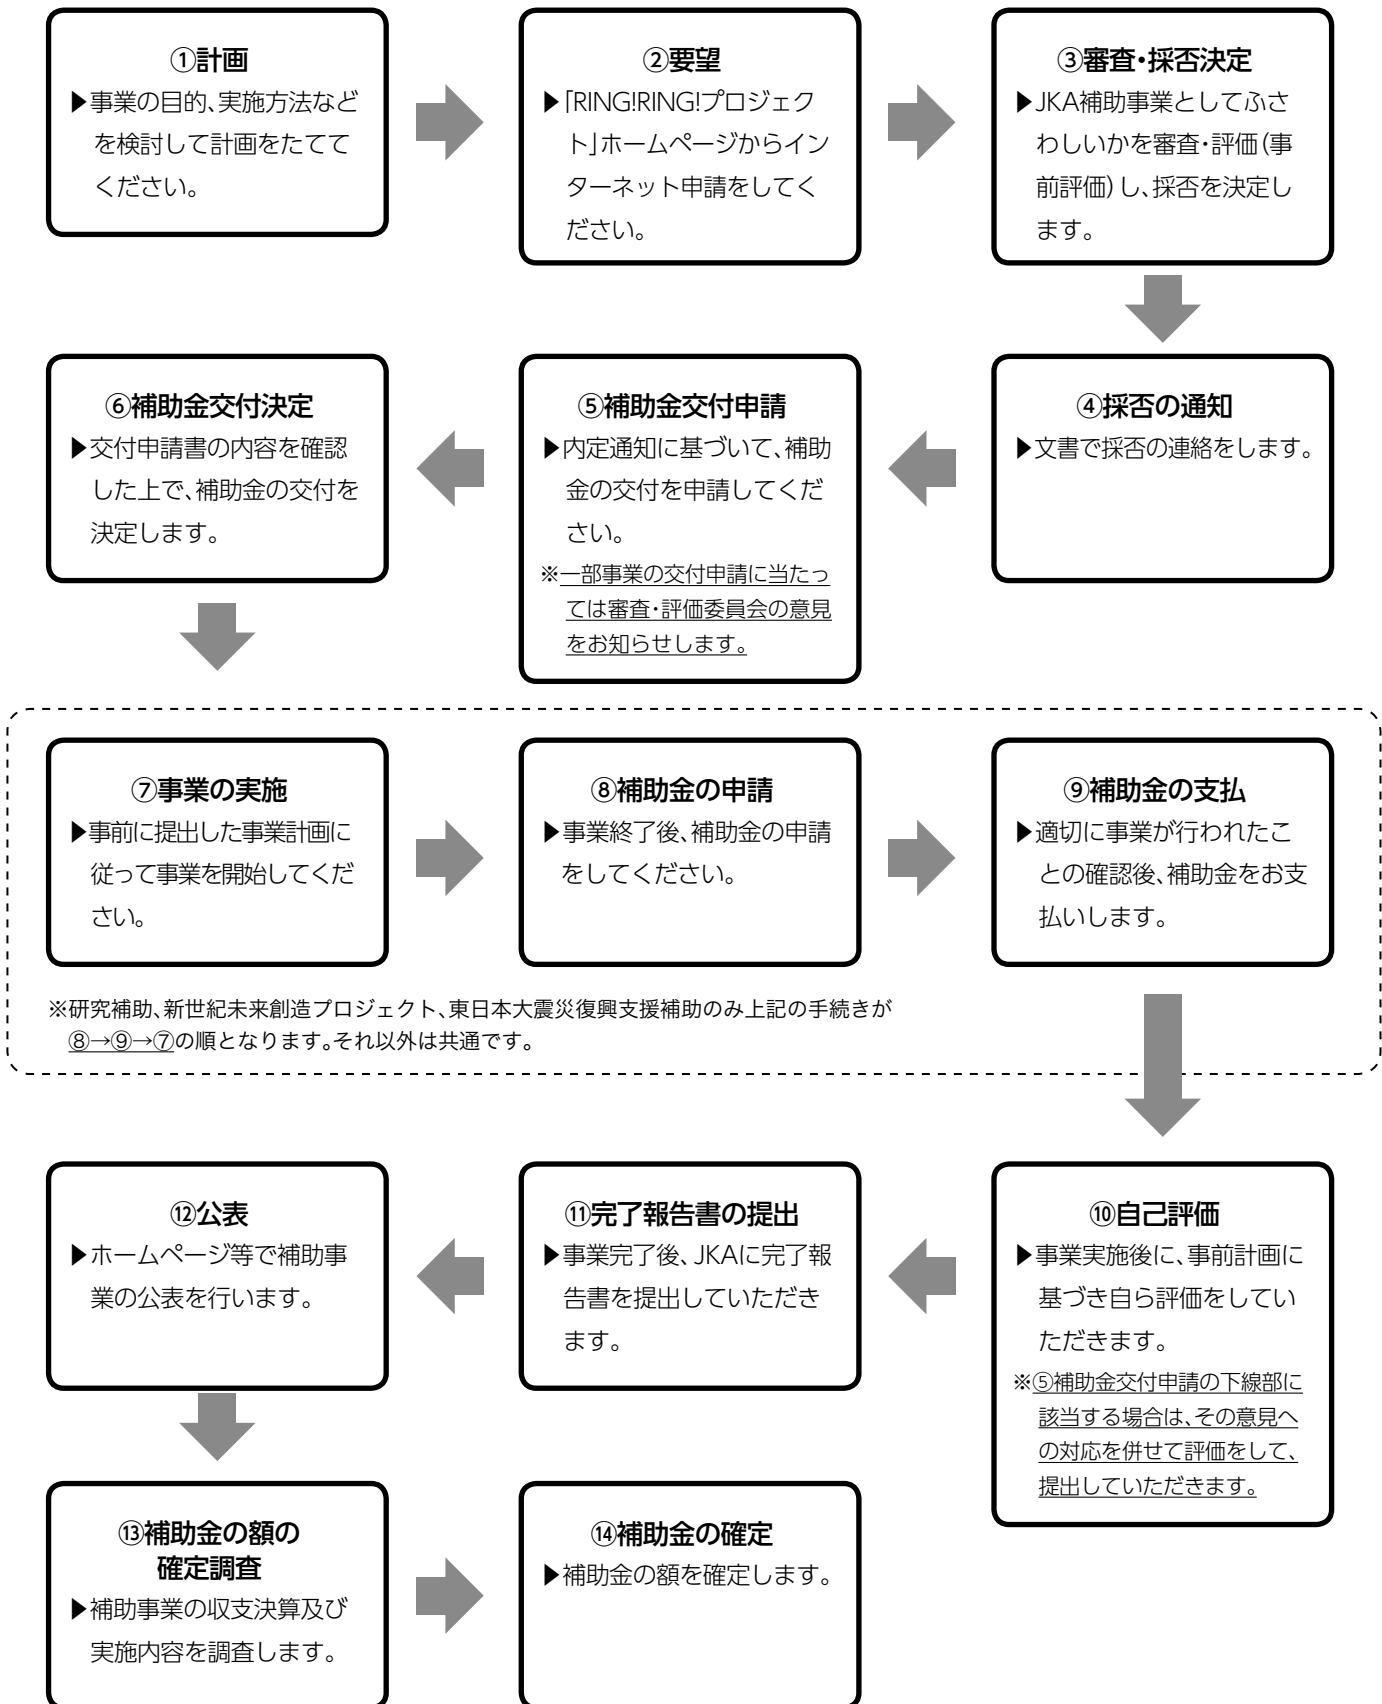 ①計画
▶事業の目的、実施方法など
を検討して計画をたてて
ください。
②要望
▶「RING!RING!プロジェク
ト」ホームページからイン
ターネット申請をしてく
ださい。
③審査・採否決定
▶JKA補助事業としてふさ
わしいかを審査・評価(事
前評価)し、採否を決定し
ます。
④採否の通知
▶文書で採否の連絡をします。
⑤補助金交付申請
▶内定通知に基づいて、補助
金の交付を申請してくだ
さい。
※一部事業の交付申請に当たっ
ては審査・評価委員会の意見
をお知らせします。
⑥補助金交付決定
▶交付申請書の内容を確認
した上で、補助金の交付を
決定します。
⑦事業の実施
▶事前に提出した事業計画に
従って事業を開始してくだ
さい。
⑧補助金の申請
▶事業終了後、補助金の申請
をしてください。
⑨補助金の支払
▶適切に事業が行われたこ
との確認後、補助金をお支
払いします。
※研究補助、新世紀未来創造プロジェクト、東日本大震災復興支援補助のみ上記の手続きが
⑧→⑨→⑦の順となります。それ以外は共通です。
⑩自己評価
▶事業実施後に、事前計画に
基づき自ら評価をしてい
ただきます。
※⑤補助金交付申請の下線部に
該当する場合は、その意見へ
の対応を併せて評価をして、
提出していただきます。
⑪完了報告書の提出
▶事業完了後、JKAに完了報
告書を提出していただき
ます。
⑫公表
▶ホームページ等で補助事
業の公表を行います。
⑬補助金の額の
確定調査
▶補助事業の収支決算及び
実施内容を調査します。
⑭補助金の確定
▶補助金の額を確定します。